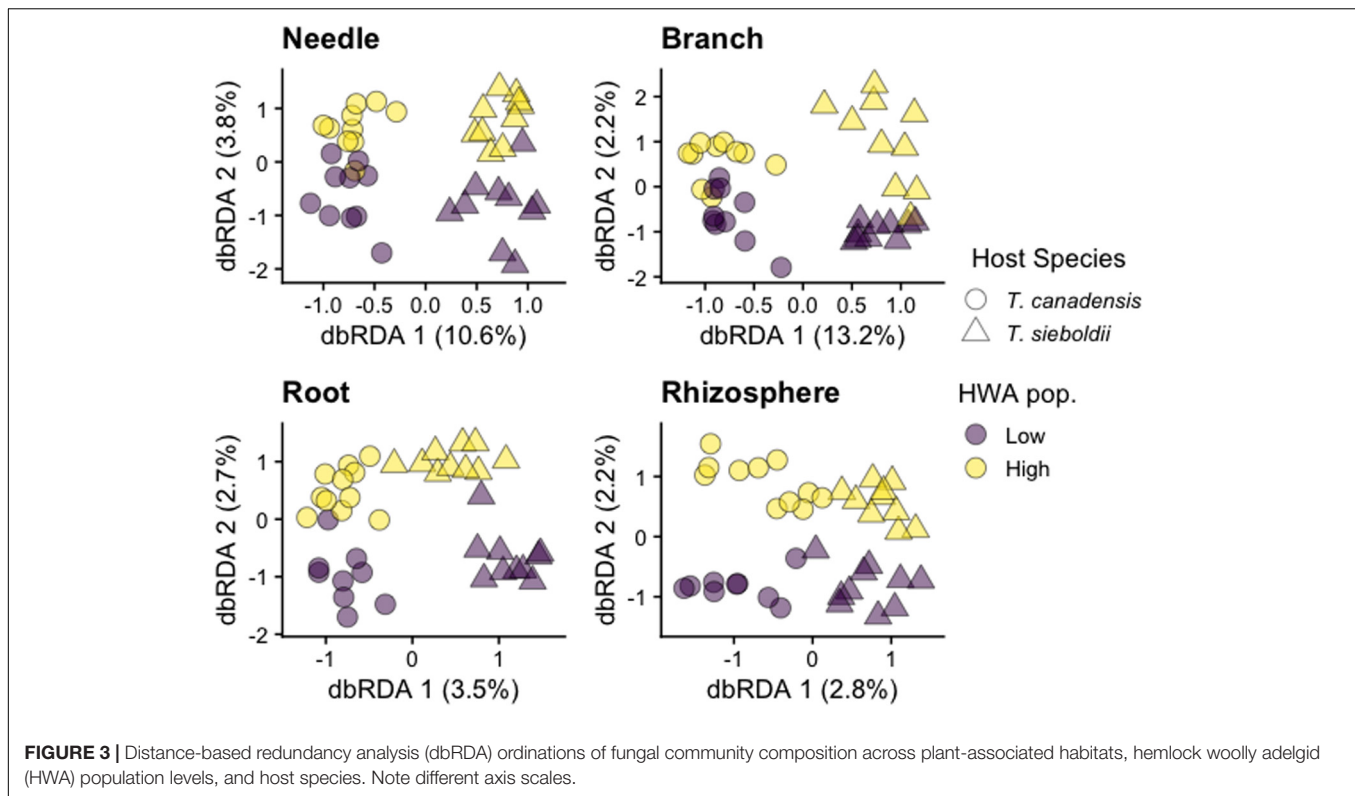 Needle
dbRDA 2 (3.8%)
1
0
-1
-2
-1.0 -0.5 0.0 0.5 1.0
dbRDA 1 (10.6%)
Branch
dbRDA 2 (2.2%)
2
1
0
-1
-2
-1.0 -0.5 0.0 0.5 1.0
dbRDA 1 (13.2%)
Host Species
T. canadensis
T. sieboldii
HWA pop.
Low
High
Root
dbRDA 2 (2.7%)
1
0
-1
-2
-1 0 1
dbRDA 1 (3.5%)
Rhizosphere
dbRDA 2 (2.2%)
1
0
-1
-1 0 1
dbRDA 1 (2.8%)
FIGURE 3 | Distance-based redundancy analysis (dbRDA) ordinations of fungal community composition across plant-associated habitats, hemlock woolly adelgid
(HWA) population levels, and host species. Note different axis scales.